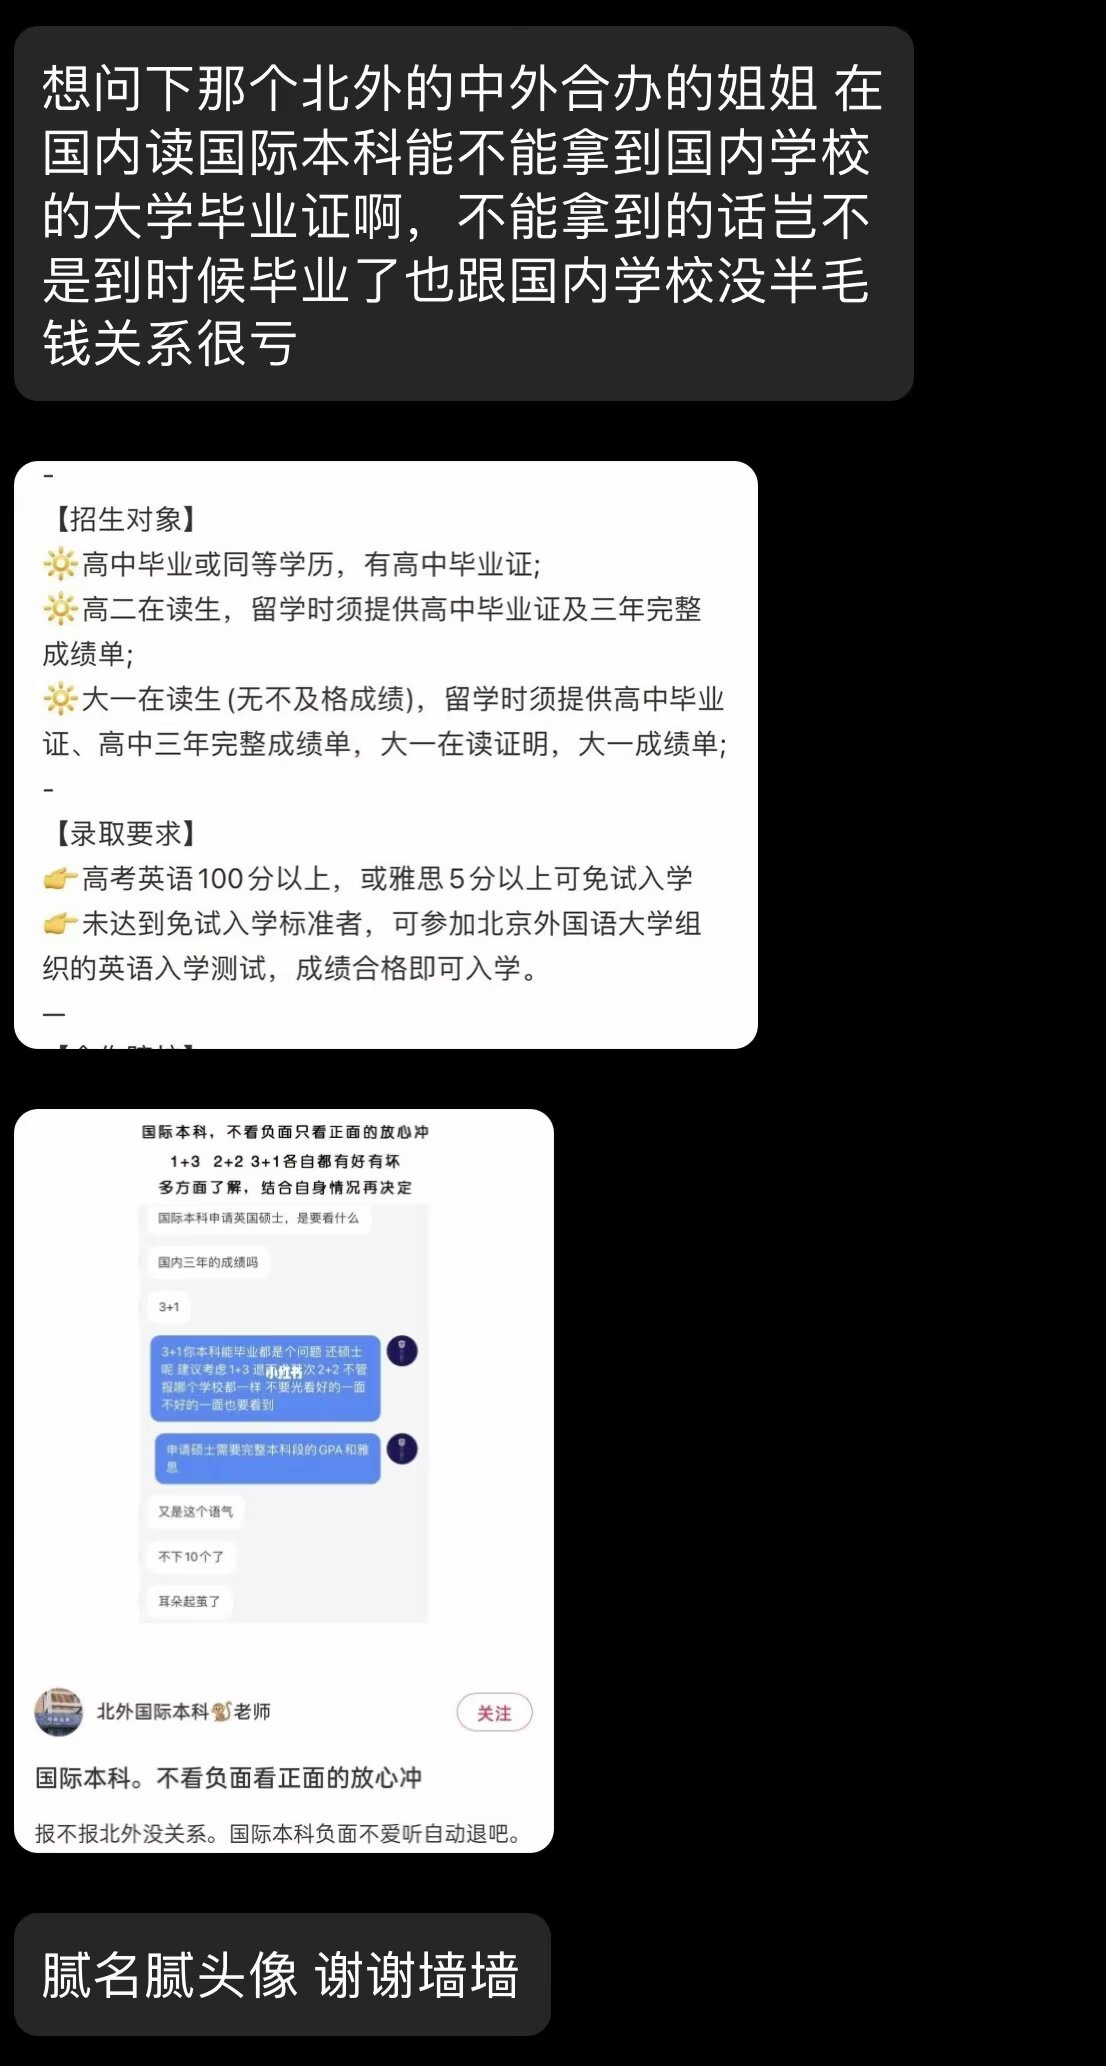 想问下那个北外的中外合办的姐姐 在
国内读国际本科能不能拿到国内学校
的大学毕业证啊，不能拿到的话岂不
是到时候毕业了也跟国内学校没半毛
钱关系很亏
-
【招生对象】
🔆高中毕业或同等学历，有高中毕业证;
🔆高二在读生，留学时须提供高中毕业证及三年完整
成绩单;
🔆大一在读生(无不及格成绩)，留学时须提供高中毕业
证、高中三年完整成绩单，大一在读证明，大一成绩单;
-
【录取要求】
👉高考英语100分以上，或雅思5分以上可免试入学
👉未达到免试入学标准者，可参加北京外国语大学组
织的英语入学测试，成绩合格即可入学。
—
国际本科，不看负面只看正面的放心冲
1+3 2+2 3+1各自都有好有坏
多方面了解，结合自身情况再决定
国际本科申请英国硕士，是要看什么
国内三年的成绩吗
3+1
3+1你本科能毕业都是个问题 还硕士
呢 建议考虑1+3 退而求其次2+2 不管
报哪个学校都一样 不要光看好的一面
不好的一面也要看到
小红书
申请硕士需要完整本科段的GPA和雅
思
又是这个语气
不下10个了
耳朵起茧了
北外国际本科🐒老师
关注
国际本科。不看负面看正面的放心冲
报不报北外没关系。国际本科负面不爱听自动退吧。
腻名腻头像 谢谢墙墙